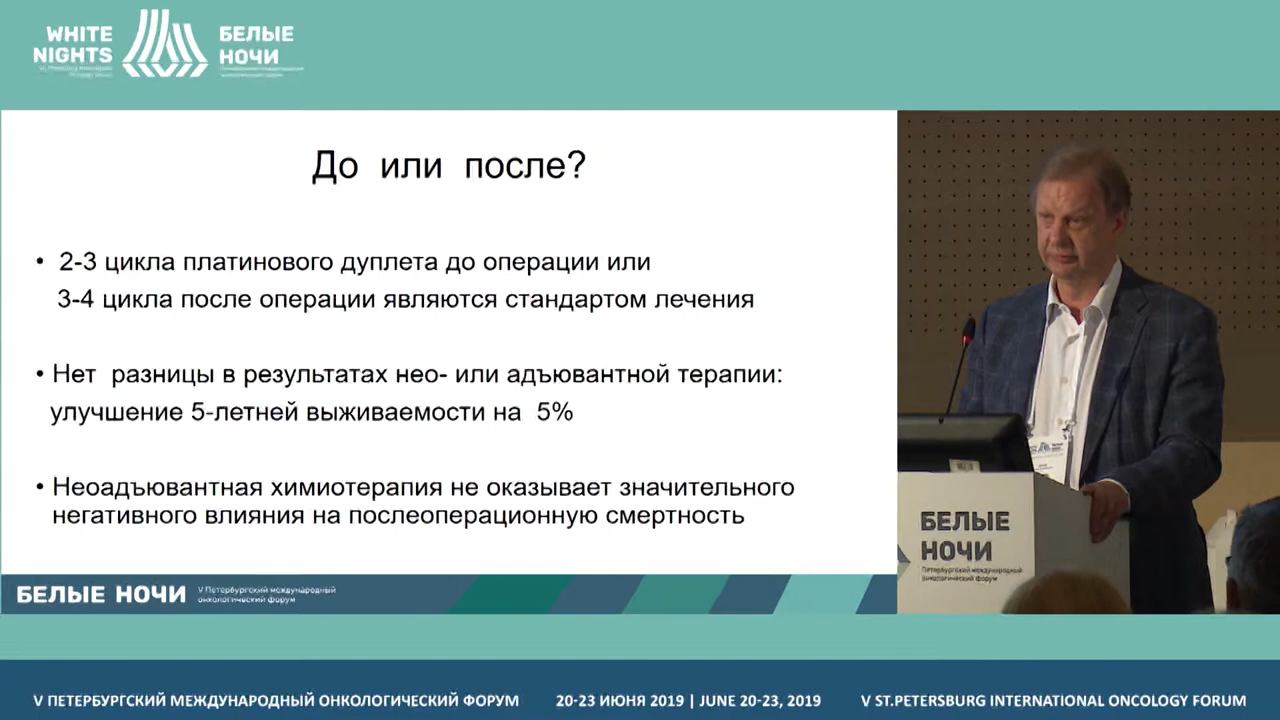 WHITE
NIGHTS
БЕЛЫЕ
НОЧИ
До или после?
• 2-3 цикла платинового дуплета до операции или
3-4 цикла после операции являются стандартом лечения
• Нет разницы в результатах нео- или адъювантной терапии:
улучшение 5-летней выживаемости на 5%
• Неоадъювантная химиотерапия не оказывает значительного
негативного влияния на послеоперационную смертность
БЕЛЫЕ НОЧИ
V Петербургский международный
онкологический форум
БЕЛЫЕ
НОЧИ
Петербургский международный
онкологический форум
V ПЕТЕРБУРГСКИЙ МЕЖДУНАРОДНЫЙ ОНКОЛОГИЧЕСКИЙ ФОРУМ
20-23 ИЮНЯ 2019 | JUNE 20-23, 2019
V ST.PETERSBURG INTERNATIONAL ONCOLOGY FORUM